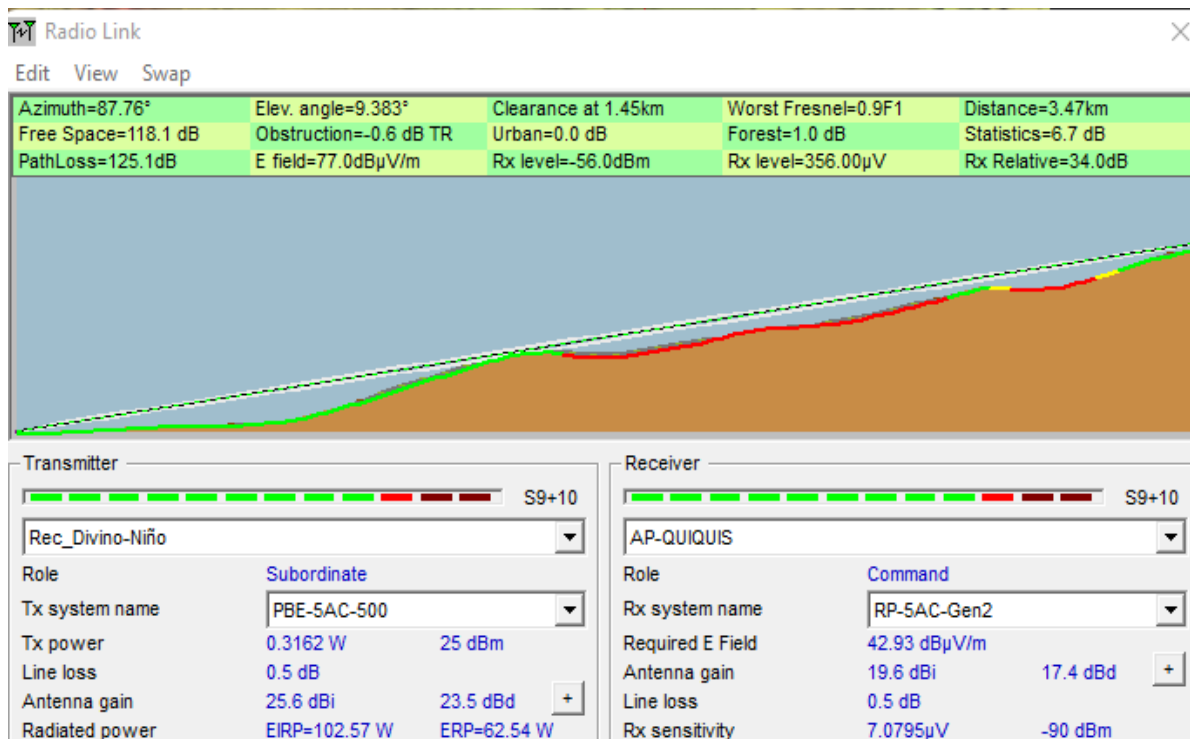 Radio Link
Edit View Swap
Azimuth=87.76° Elev. angle=9.383° Clearance at 1.45km Worst Fresnel=0.9F1 Distance=3.47km
Free Space=118.1 dB Obstruction=-0.6 dB TR Urban=0.0 dB Forest=1.0 dB Statistics=6.7 dB
PathLoss=125.1dB E field=77.0dBµV/m Rx level=-56.0dBm Rx level=356.00µV Rx Relative=34.0dB
Transmitter
S9+10
Rec_Divino-Niño
Role Subordinate
Tx system name PBE-5AC-500
Tx power 0.3162 W 25 dBm
Line loss 0.5 dB
Antenna gain 25.6 dBi 23.5 dBd +
Radiated power EIRP=102.57 W ERP=62.54 W
Receiver
S9+10
AP-QUIQUIS
Role Command
Rx system name RP-5AC-Gen2
Required E Field 42.93 dBµV/m
Antenna gain 19.6 dBi 17.4 dBd +
Line loss 0.5 dB
Rx sensitivity 7.0795µV -90 dBm